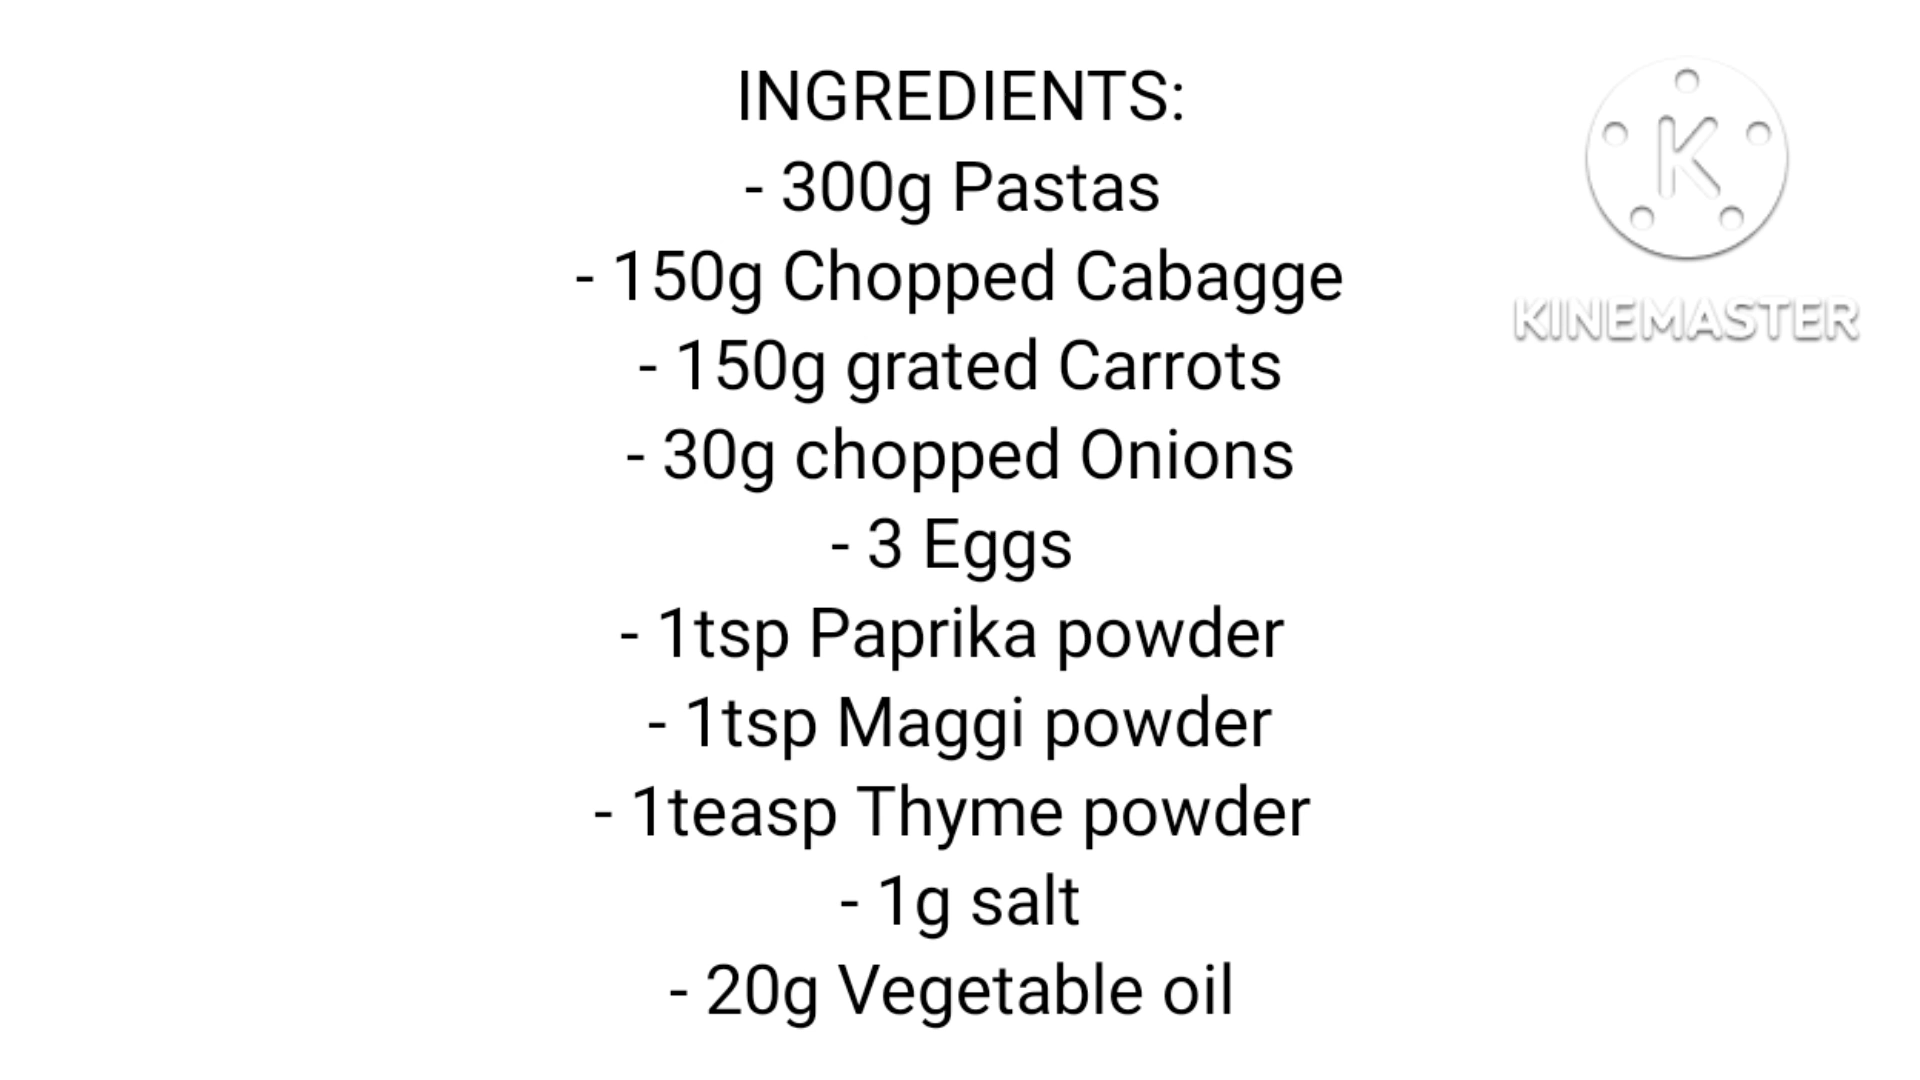 INGREDIENTS:
- 300g Pastas
- 150g Chopped Cabagge
- 150g grated Carrots
- 30g chopped Onions
- 3 Eggs
- 1tsp Paprika powder
- 1tsp Maggi powder
- 1teasp Thyme powder
- 1g salt
- 20g Vegetable oil
K
KINEMASTER